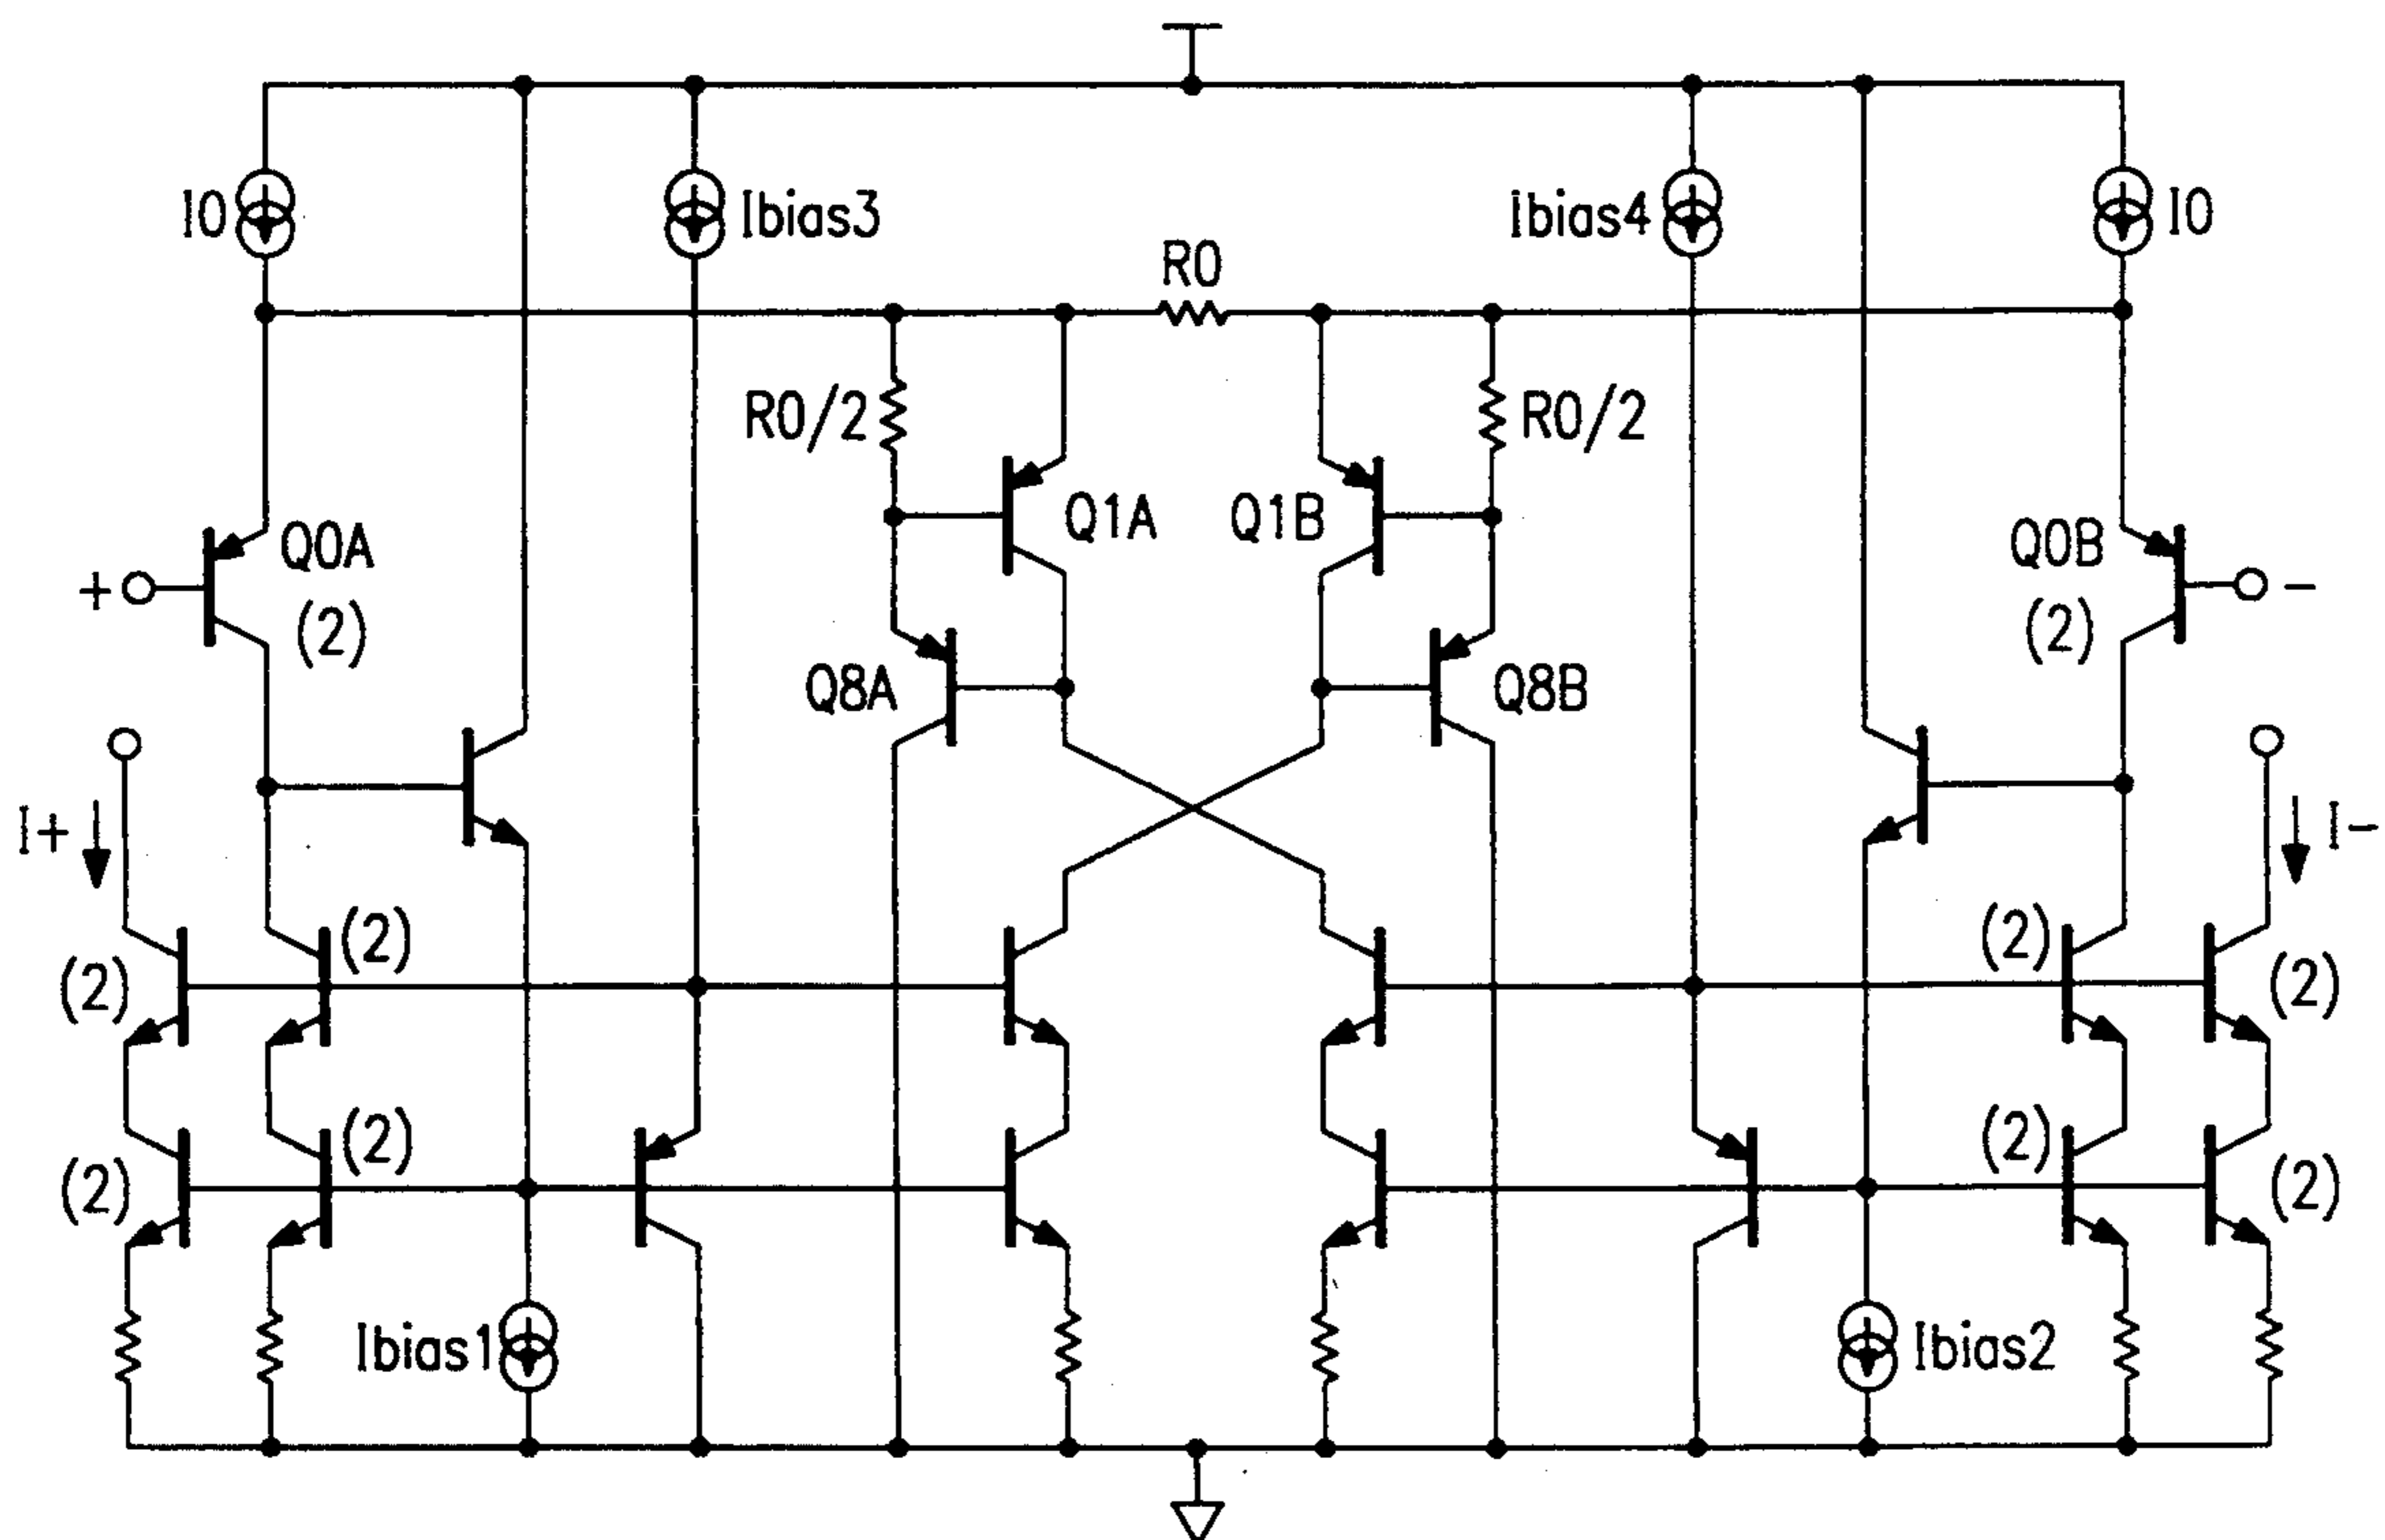 I0
Ibias3
Ibias4
I0
R0
R0/2
R0/2
Q1A
Q1B
Q0A
(2)
Q0B
(2)
+
-
Q8A
Q8B
I+
I-
(2)
(2)
(2)
(2)
(2)
(2)
(2)
(2)
Ibias1
Ibias2